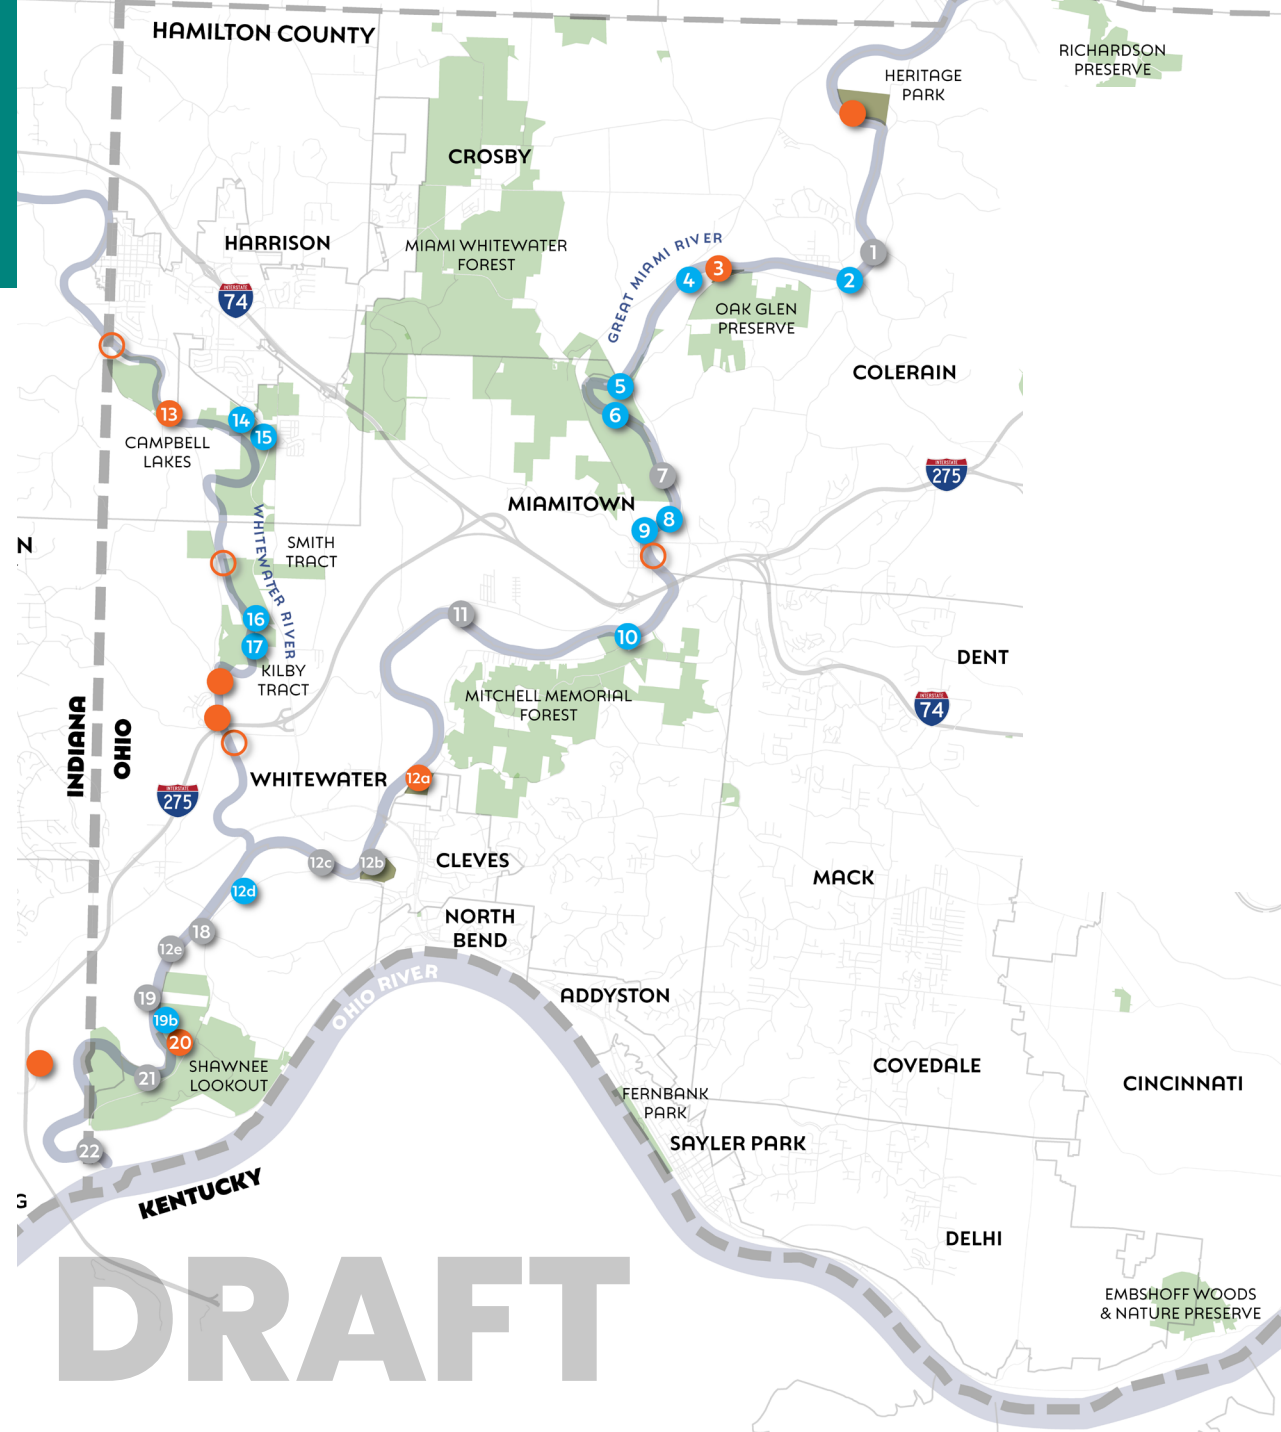 HAMILTON COUNTY
RICHARDSON
PRESERVE
HERITAGE
PARK
CROSBY
HARRISON
MIAMI WHITEWATER
FOREST
GREAT MIAMI RIVER
1
2
3
4
INTERSTATE
74
OAK GLEN
PRESERVE
COLERAIN
5
6
13
14
15
CAMPBELL
LAKES
7
INTERSTATE
275
MIAMITOWN
8
9
N
WHITEWATER RIVER
SMITH
TRACT
16
17
11
10
KILBY
TRACT
DENT
MITCHELL MEMORIAL
FOREST
INTERSTATE
74
INDIANA
OHIO
WHITEWATER
12a
INTERSTATE
275
12c
12b
CLEVES
MACK
12d
NORTH
BEND
18
12e
OHIO RIVER
19
ADDYSTON
19b
20
SHAWNEE
LOOKOUT
21
COVEDALE
CINCINNATI
FERNBANK
PARK
SAYLER PARK
22
G
KENTUCKY
DELHI
DRAFT
EMBSHOFF WOODS
& NATURE PRESERVE